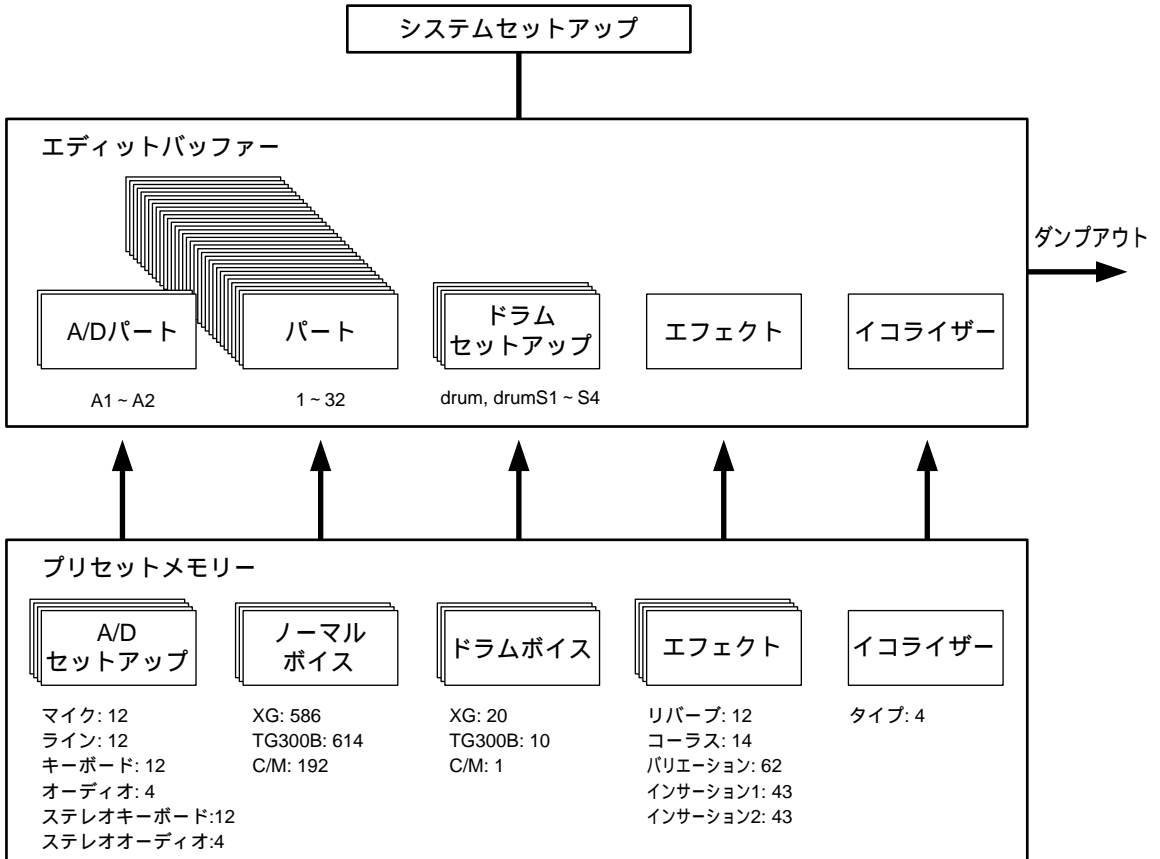 システムセットアップ
エディットバッファー
ダンプアウト
A/Dパート
パート
ドラム
セットアップ
エフェクト
イコライザー
A1 ~ A2
1 ~ 32
drum, drumS1 ~ S4
プリセットメモリー
A/D
セットアップ
ノーマル
ボイス
ドラムボイス
エフェクト
イコライザー
マイク: 12
ライン: 12
キーボード: 12
オーディオ: 4
ステレオキーボード:12
ステレオオーディオ:4
XG: 586
TG300B: 614
C/M: 192
XG: 20
TG300B: 10
C/M: 1
リバーブ: 12
コーラス: 14
バリエーション: 62
インサーション1: 43
インサーション2: 43
タイプ: 4